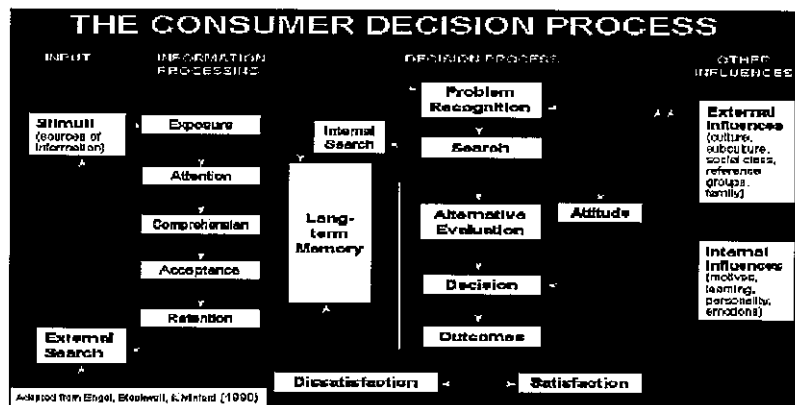 THE CONSUMER DECISION PROCESS
INPUT
INFORMATION
PROCESSING
DECISION PROCESS
OTHER
INFLUENCES
Stimuli
(sources of
information)
Exposure
Attention
Comprehension
Acceptance
Retention
External
Search
Internal
Search
Long-
term
Memory
Problem
Recognition
Search
Alternative
Evaluation
Attitude
Decision
Outcomes
Dissatisfaction
Satisfaction
External
Influences
(culture,
subculture,
social class,
reference
groups,
family)
Internal
Influences
(motives,
learning,
personality,
emotions)
Adapted from Engel, Blackwell, & Miniard (1990)